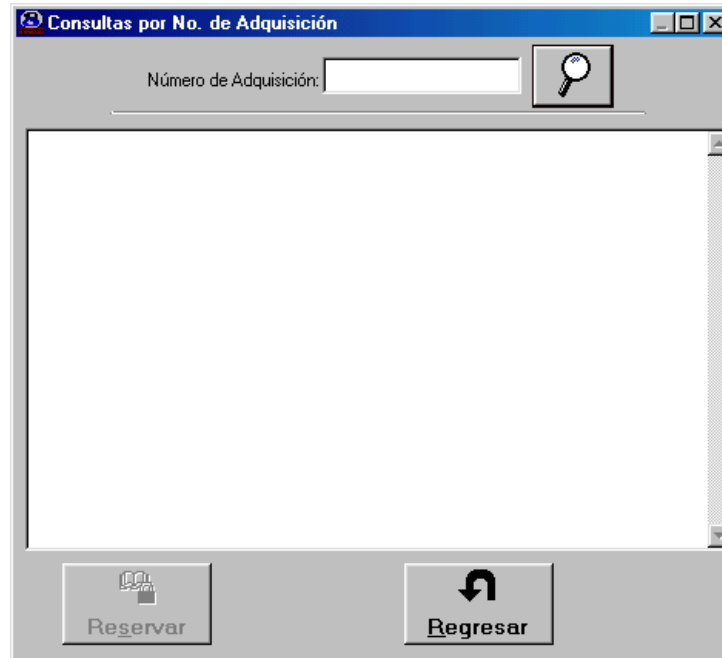 Consultas por No. de Adquisición
Número de Adquisición:
Reservar
Regresar